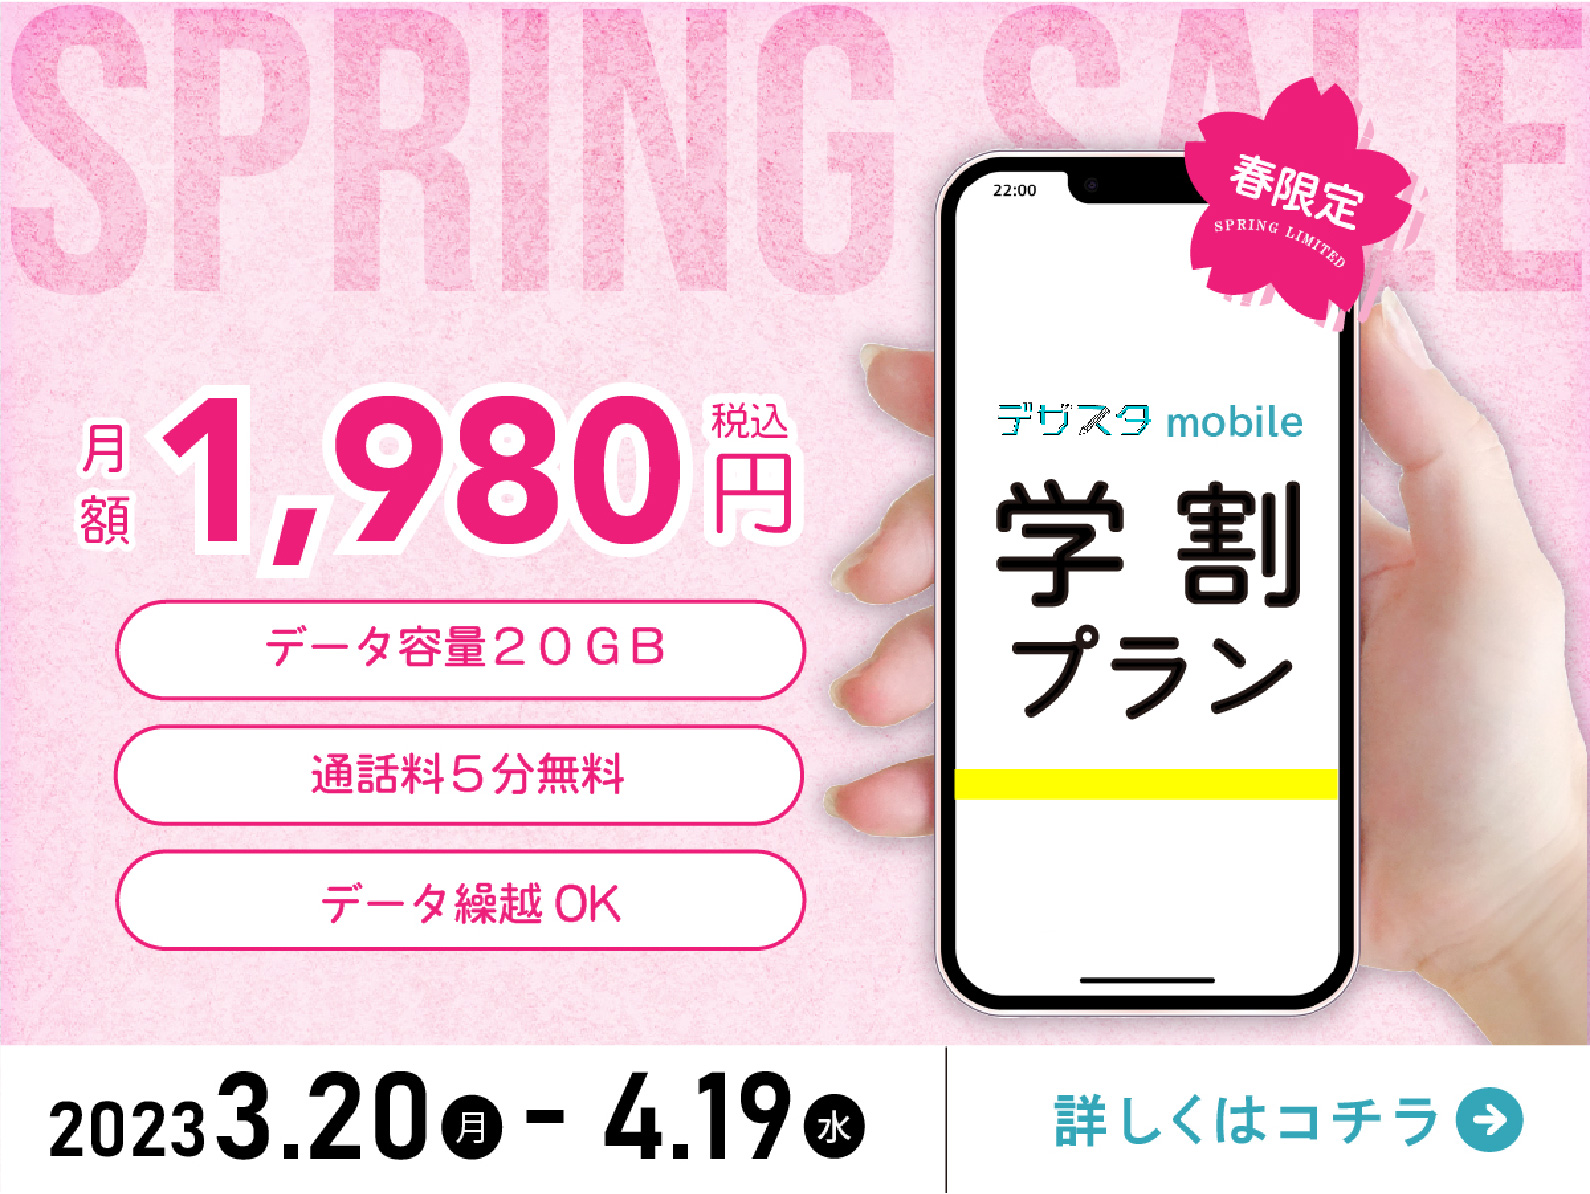 SPRING SALE
春限定
SPRING LIMITED
22:00
デザスタ mobile
学割
プラン
月額1,980円税込
データ容量２０ＧＢ
通話料５分無料
データ繰越 OK
2023 3.20 月 - 4.19 水
詳しくはコチラ